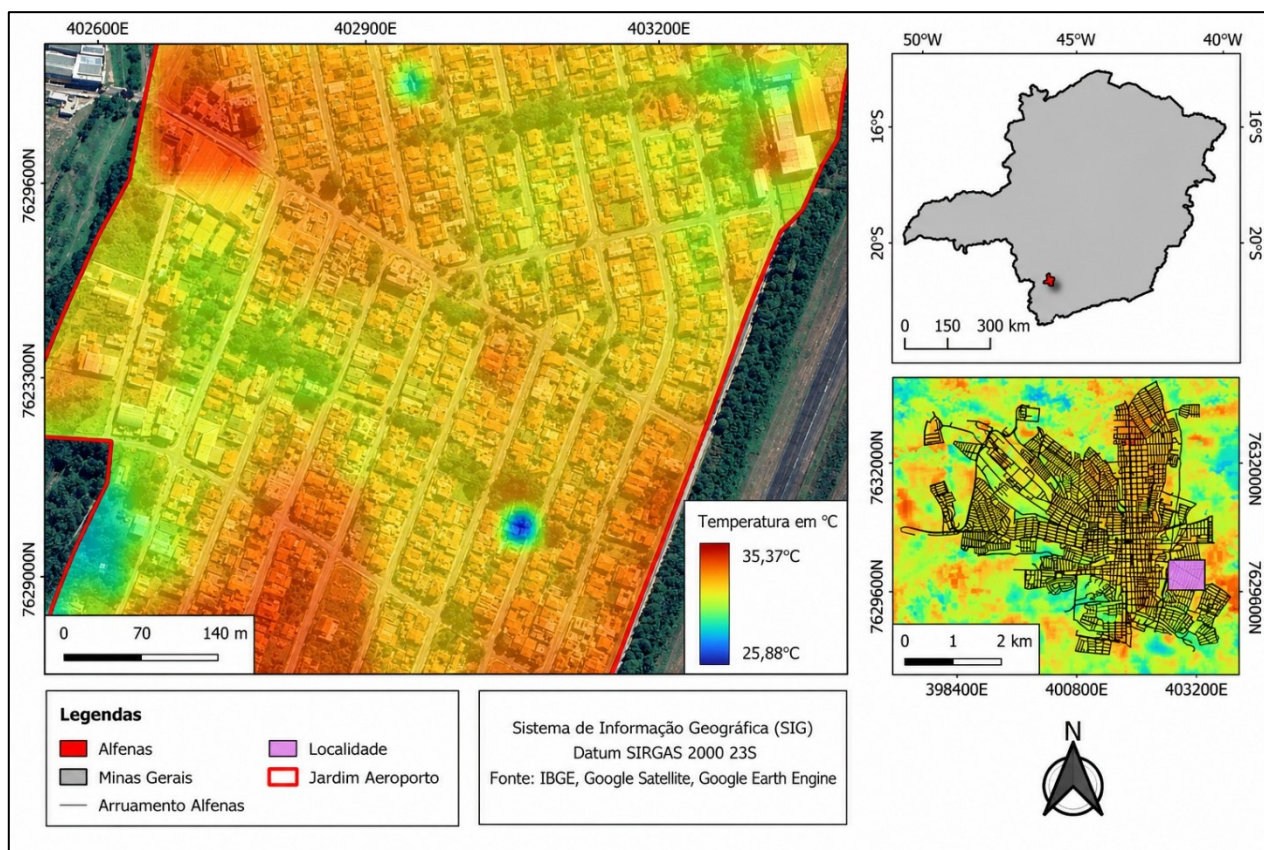 4026600E 402900E 403200E
7629600N
7623300N
7629000N
Temperatura em °C
35,37°C
25,88°C
0 70 140 m
50°W 45°W 40°W
16°S 16°S
20°S 20°S
0 150 300 km
7632000N 7632000N
7629600N 7629600N
0 1 2 km
398400E 400800E 403200E
Legendas
Alfenas
Localidade
Minas Gerais
Jardim Aeroporto
Arruamento Alfenas
Sistema de Informação Geográfica (SIG)
Datum SIRGAS 2000 23S
Fonte: IBGE, Google Satellite, Google Earth Engine
N